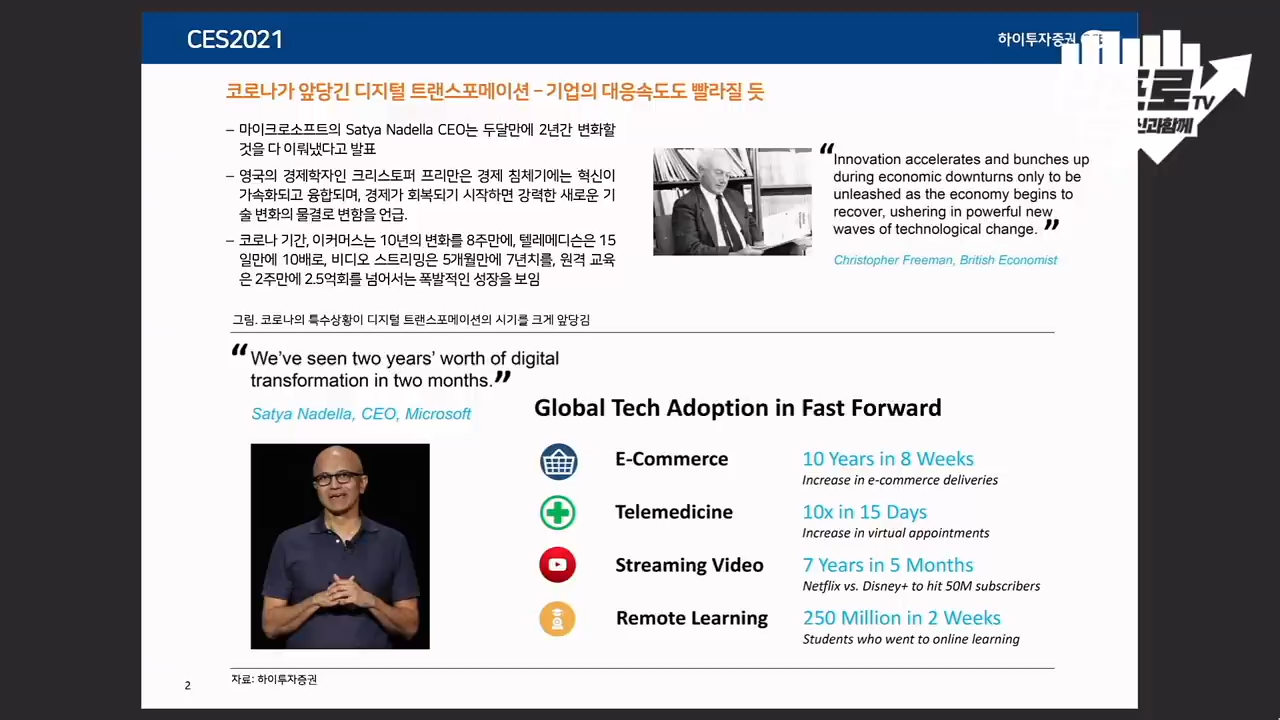 CES2021
하이투자증권
코로나가 앞당긴 디지털 트랜스포메이션 – 기업의 대응속도도 빨라질 듯
– 마이크로소프트의 Satya Nadella CEO는 두달만에 2년간 변화할
것을 다 이뤄냈다고 발표
– 영국의 경제학자인 크리스토퍼 프리만은 경제 침체기에는 혁신이
가속화되고 융합되며, 경제가 회복되기 시작하면 강력한 새로운 기
술 변화의 물결로 변함을 언급.
– 코로나 기간, 이커머스는 10년의 변화를 8주만에, 텔레메디슨은 15
일만에 10배로, 비디오 스트리밍은 5개월만에 7년치를, 원격 교육
은 2주만에 2.5억회를 넘어서는 폭발적인 성장을 보임
“Innovation accelerates and bunches up
during economic downturns only to be
unleashed as the economy begins to
recover, ushering in powerful new
waves of technological change.”
Christopher Freeman, British Economist
TV
신과함께
그림. 코로나의 특수상황이 디지털 트랜스포메이션의 시기를 크게 앞당김
“We’ve seen two years’ worth of digital
transformation in two months.”
Satya Nadella, CEO, Microsoft
Global Tech Adoption in Fast Forward
E-Commerce
10 Years in 8 Weeks
Increase in e-commerce deliveries
Telemedicine
10x in 15 Days
Increase in virtual appointments
Streaming Video
7 Years in 5 Months
Netflix vs. Disney+ to hit 50M subscribers
Remote Learning
250 Million in 2 Weeks
Students who went to online learning
자료: 하이투자증권
2